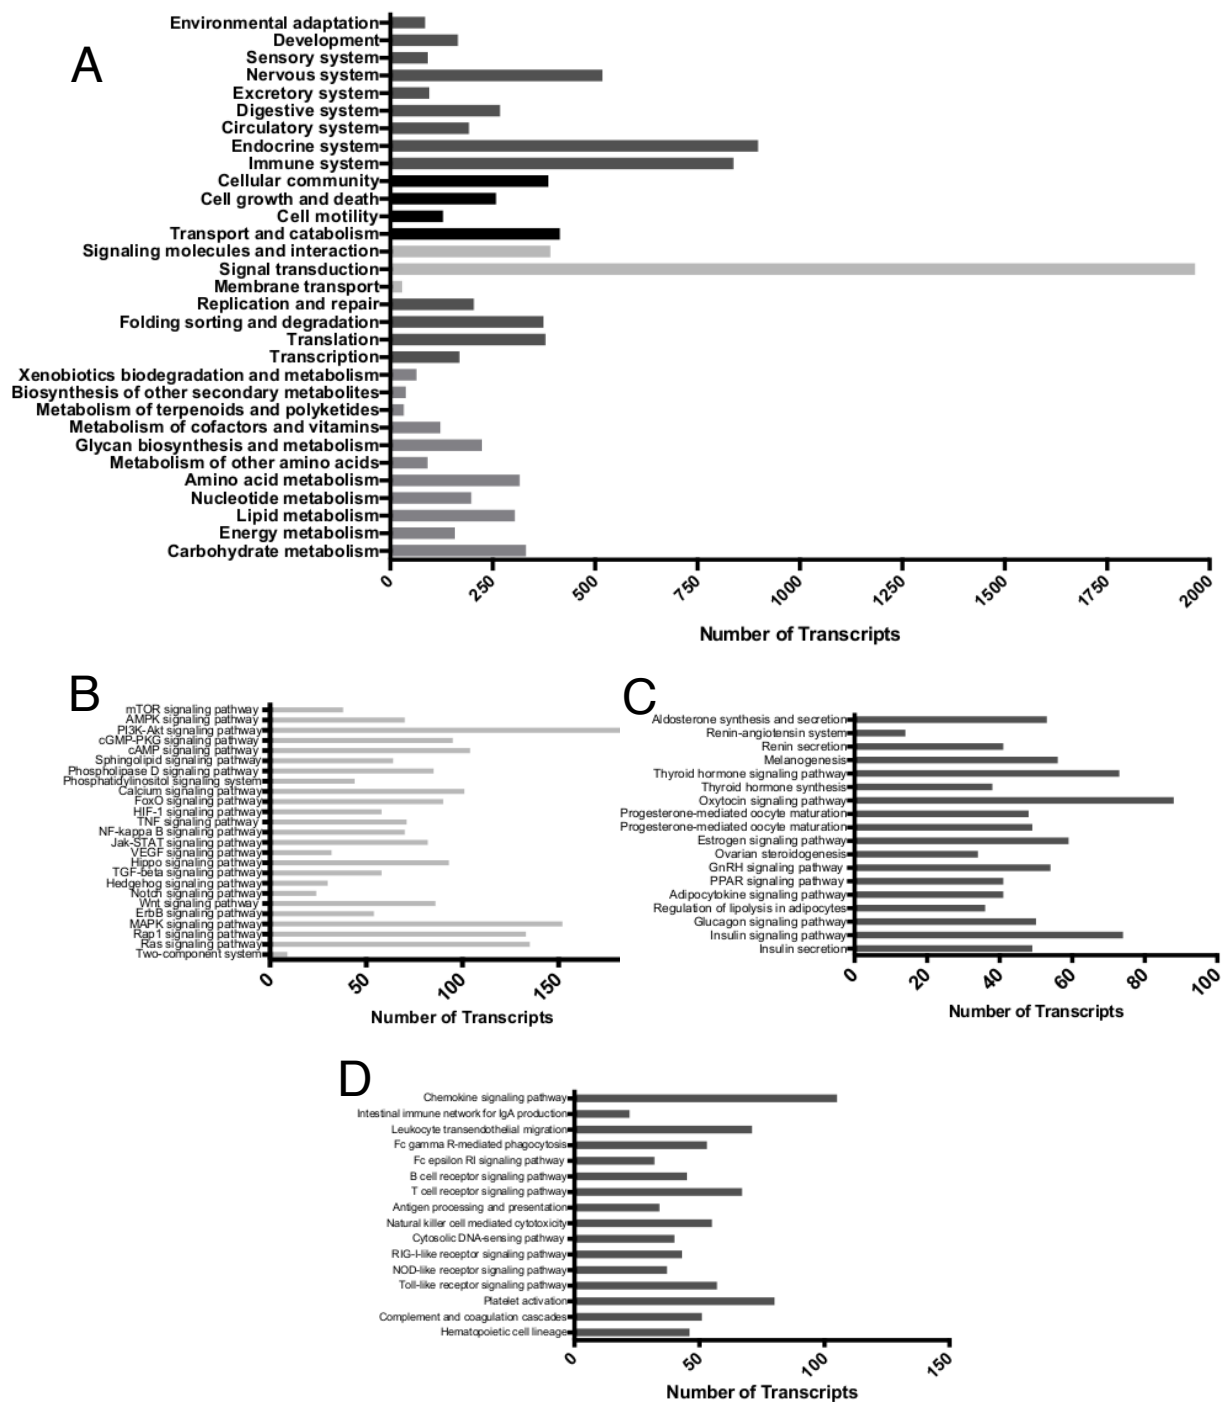 A
Environmental adaptation
Development
Sensory system
Nervous system
Excretory system
Digestive system
Circulatory system
Endocrine system
Immune system
Cellular community
Cell growth and death
Cell motility
Transport and catabolism
Signaling molecules and interaction
Signal transduction
Membrane transport
Replication and repair
Folding sorting and degradation
Translation
Transcription
Xenobiotics biodegradation and metabolism
Biosynthesis of other secondary metabolites
Metabolism of terpenoids and polyketides
Metabolism of cofactors and vitamins
Glycan biosynthesis and metabolism
Metabolism of other amino acids
Amino acid metabolism
Nucleotide metabolism
Lipid metabolism
Energy metabolism
Carbohydrate metabolism
0 250 500 750 1000 1250 1500 1750 2000
Number of Transcripts
B
mTOR signaling pathway
AMPK signaling pathway
PI3K-Akt signaling pathway
cGMP-PKG signaling pathway
cAMP signaling pathway
Sphingolipid signaling pathway
Phospholipase D signaling pathway
Phosphatidylinositol signaling system
Calcium signaling pathway
FoxO signaling pathway
HIF-1 signaling pathway
TNF signaling pathway
NF-kappa B signaling pathway
Jak-STAT signaling pathway
VEGF signaling pathway
Hippo signaling pathway
TGF-beta signaling pathway
Hedgehog signaling pathway
Notch signaling pathway
Wnt signaling pathway
ErbB signaling pathway
MAPK signaling pathway
Rap1 signaling pathway
Ras signaling pathway
Two-component system
0 50 100 150
Number of Transcripts
C
Aldosterone synthesis and secretion
Renin-angiotensin system
Renin secretion
Melanogenesis
Thyroid hormone signaling pathway
Thyroid hormone synthesis
Oxytocin signaling pathway
Progesterone-mediated oocyte maturation
Progesterone-mediated oocyte maturation
Estrogen signaling pathway
Ovarian steroidogenesis
GnRH signaling pathway
PPAR signaling pathway
Adipocytokine signaling pathway
Regulation of lipolysis in adipocytes
Glucagon signaling pathway
Insulin signaling pathway
Insulin secretion
0 20 40 60 80 100
Number of Transcripts
D
Chemokine signaling pathway
Intestinal immune network for IgA production
Leukocyte transendothelial migration
Fc gamma R-mediated phagocytosis
Fc epsilon RI signaling pathway
B cell receptor signaling pathway
T cell receptor signaling pathway
Antigen processing and presentation
Natural killer cell mediated cytotoxicity
Cytosolic DNA-sensing pathway
RIG-I-like receptor signaling pathway
NOD-like receptor signaling pathway
Toll-like receptor signaling pathway
Platelet activation
Complement and coagulation cascades
Hematopoietic cell lineage
0 50 100 150
Number of Transcripts